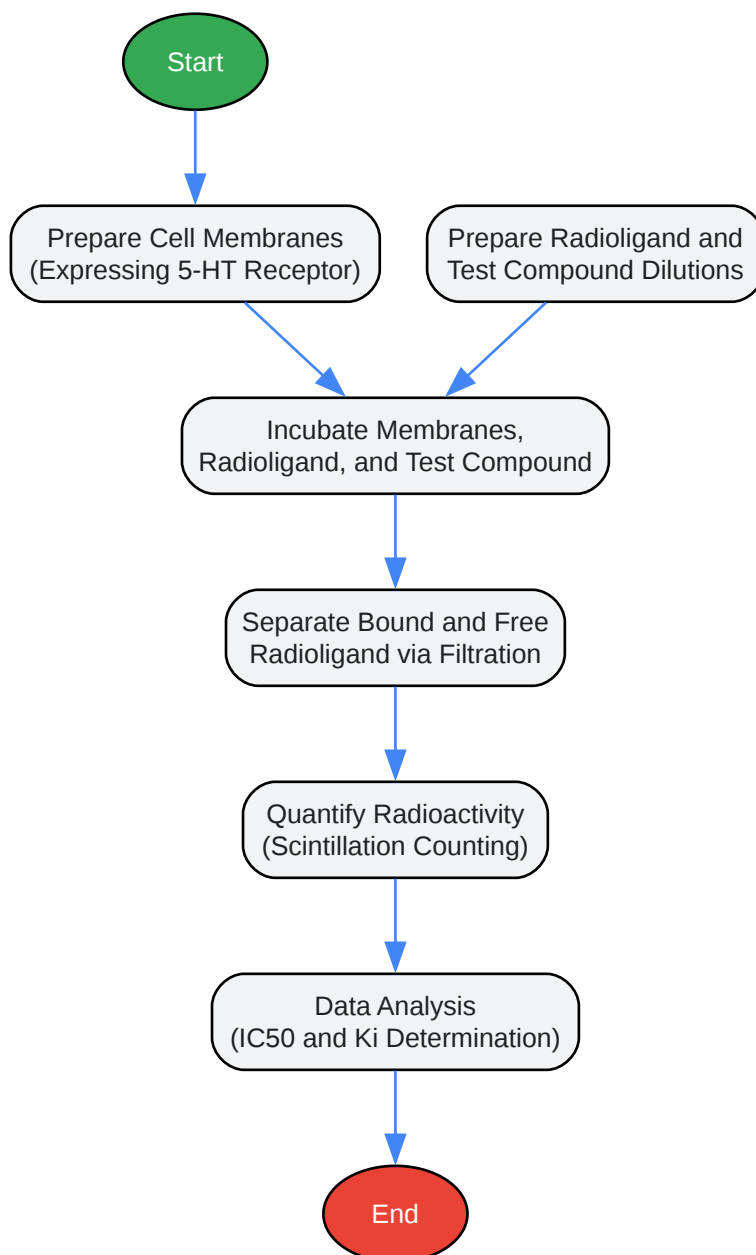 Start
Prepare Cell Membranes
(Expressing 5-HT Receptor)
Prepare Radioligand and
Test Compound Dilutions
Incubate Membranes,
Radioligand, and Test Compound
Separate Bound and Free
Radioligand via Filtration
Quantify Radioactivity
(Scintillation Counting)
Data Analysis
(IC50 and Ki Determination)
End